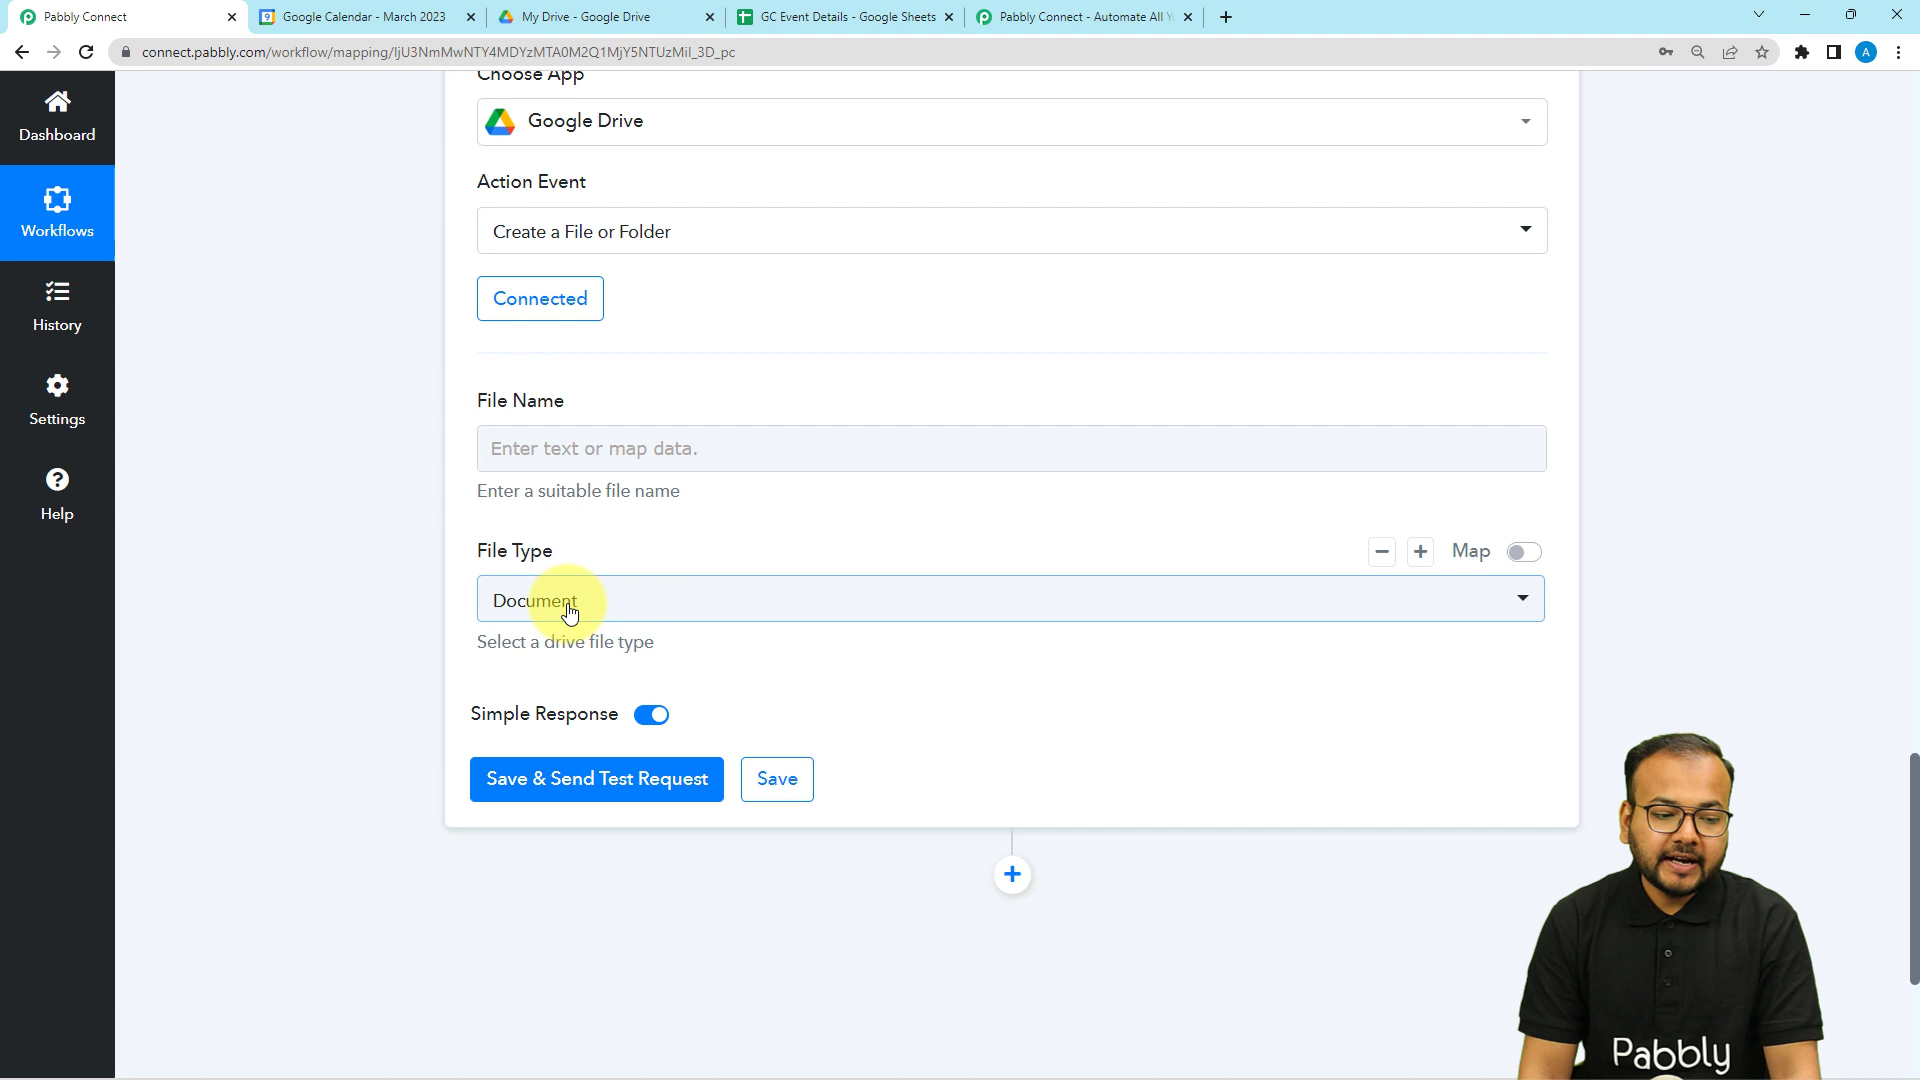 Pabbly Connect
Google Calendar - March 2023
My Drive - Google Drive
GC Event Details - Google Sheets
Pabbly Connect - Automate All Y
connect.pabbly.com/workflow/mapping/IjU3NmMwNTY4MDYzMTA0M2Q1MjY5NTUzMiI_3D_pc
A
Dashboard
Workflows
History
Settings
Help
Choose App
Google Drive
Action Event
Create a File or Folder
Connected
File Name
Enter text or map data.
Enter a suitable file name
File Type
Map
Document
Select a drive file type
Simple Response
Save & Send Test Request
Save
Pabbly